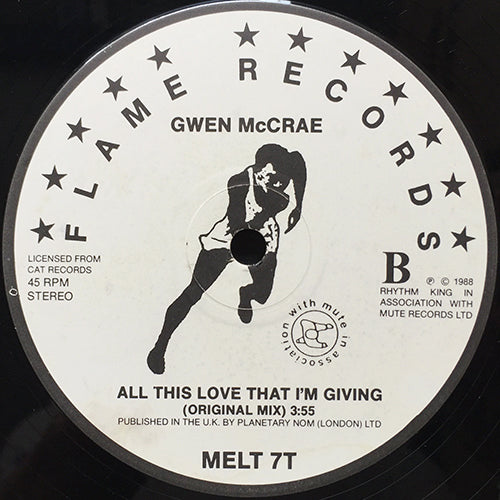 FLAME RECORDS
GWEN McCRAE
LICENSED FROM
CAT RECORDS
45 RPM
STEREO
B
℗ © 1988
RHYTHM KING IN
ASSOCIATION WITH
MUTE RECORDS LTD
in association with mute
ALL THIS LOVE THAT I'M GIVING
(ORIGINAL MIX) 3:55
PUBLISHED IN THE U.K. BY PLANETARY NOM (LONDON) LTD
MELT 7T